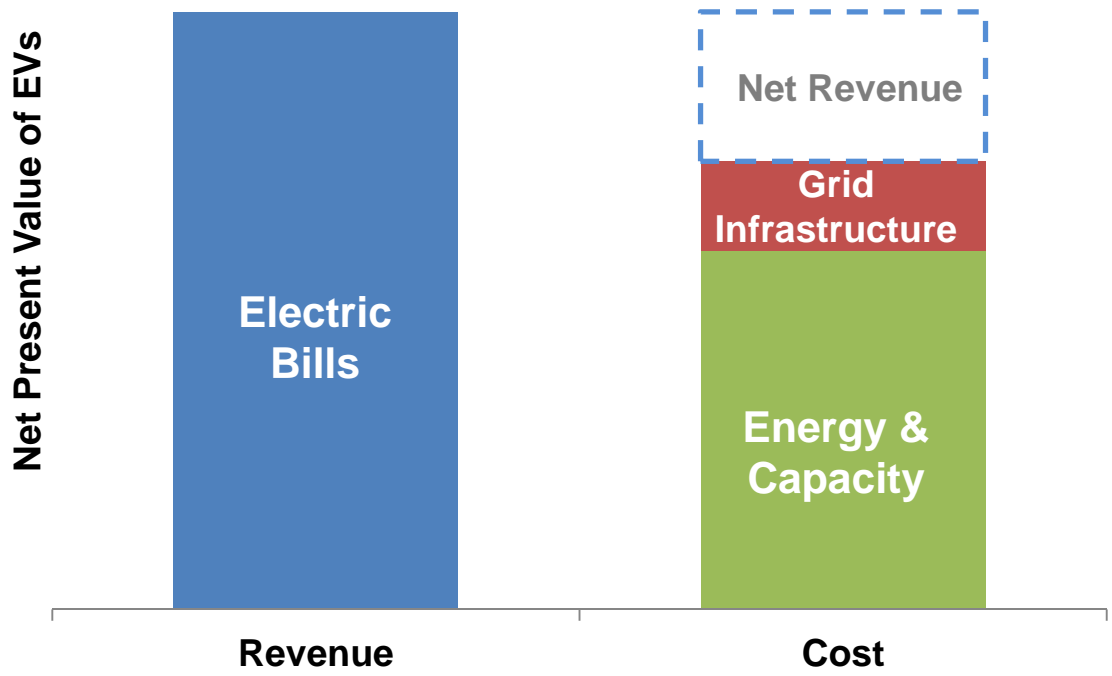 Net Present Value of EVs
Electric
Bills
Net Revenue
Grid
Infrastructure
Energy &
Capacity
Revenue
Cost